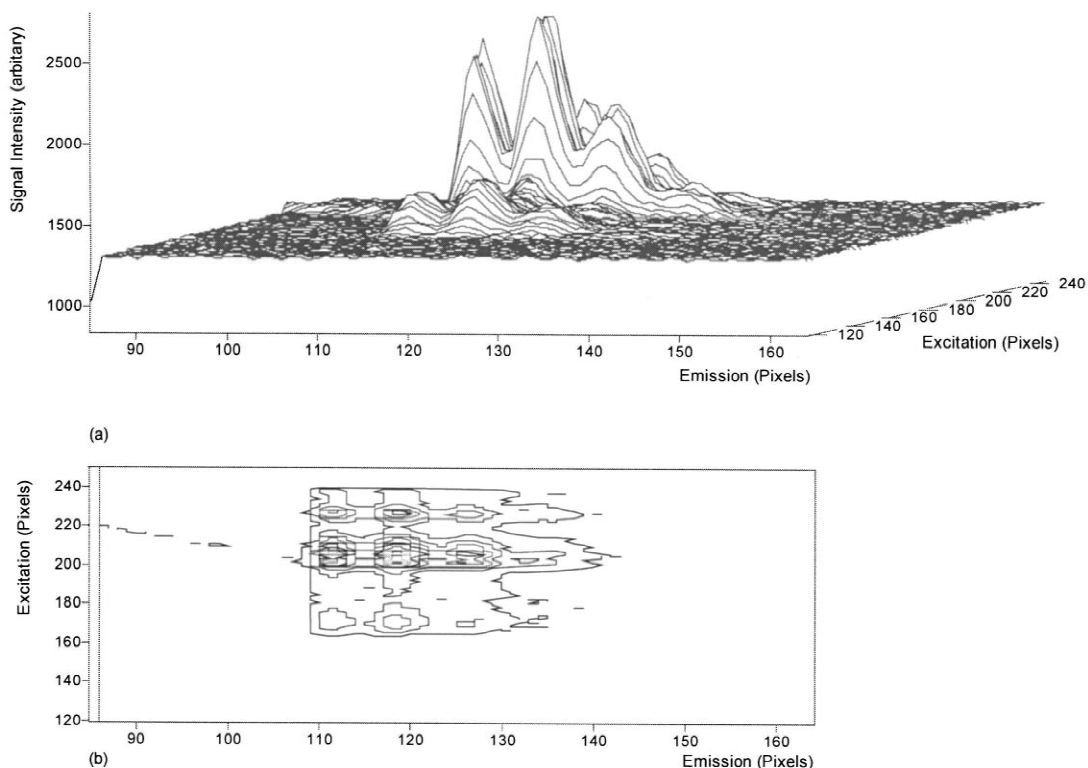 Signal Intensity (arbitary)
2500
2000
1500
1000
90 100 110 120 130 140 150 160
Emission (Pixels)
120 140 160 180 200 220 240
Excitation (Pixels)
(a)
Excitation (Pixels)
240
220
200
180
160
140
120
90 100 110 120 130 140 150 160
(b)
Emission (Pixels)